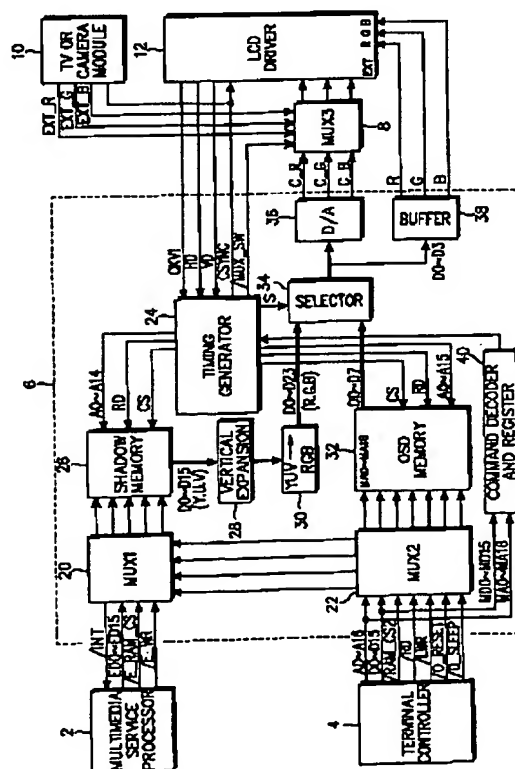 10
TV OR
CAMERA
MODULE
EXT_R
EXT_G
EXT_B
12
LCD
DRIVER
EXT R G B
MUX3
8
C_R
C_G
C_B
R
G
B
36
D/A
BUFFER
38
D0~D3
6
CKV1
HD
VD
CSYNC
/MUX_SW
24
TIMING
GENERATOR
S
34
SELECTOR
A0~A14
RD
CS
26
SHADOW
MEMORY
D0~D15
(Y,U,V)
VERTICAL
EXPANSION
28
YUV→
RGB
30
D0~D23
(R,G,B)
D0~D7
CS
RD
A0~A15
32
OSD
MEMORY
MA0~MA18
40
COMMAND DECODER
AND REGISTER
MD0~MD15
MA0~MA18
20
MUX1
22
MUX2
/INT
ED0~ED15
/E_RAM_CS
/E_WR
2
MULTIMEDIA
SERVICE
PROCESSOR
A0~A16
D0~D15
/RAM_CS2
/RD
/LWR
/O_RESET
/O_SLEEP
4
TERMINAL
CONTROLLER